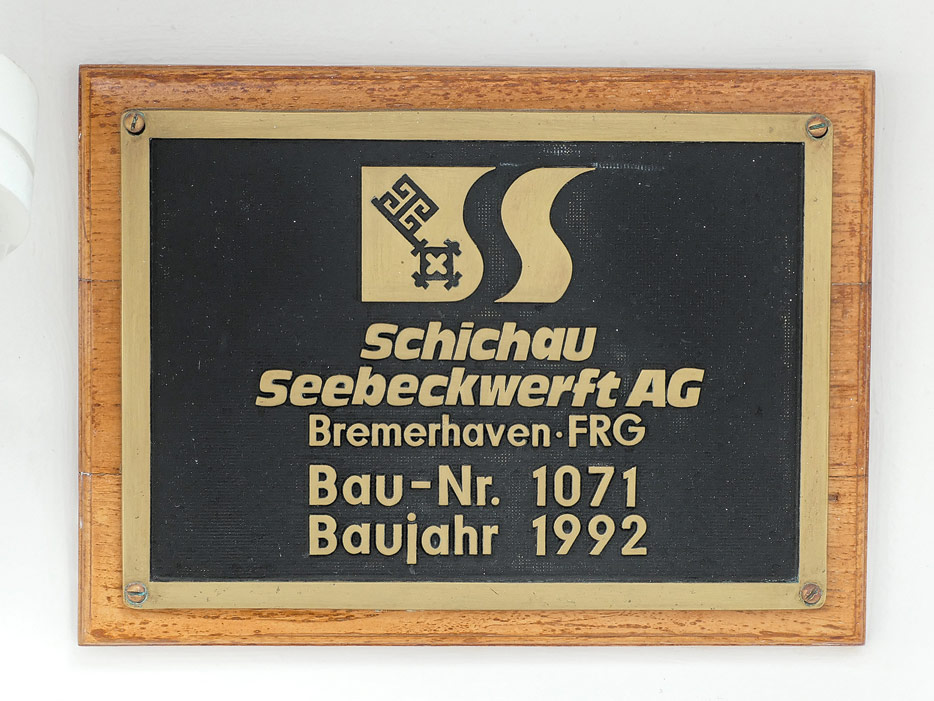 Schichau
Seebeckwerft AG
Bremerhaven·FRG
Bau-Nr. 1071
Baujahr 1992